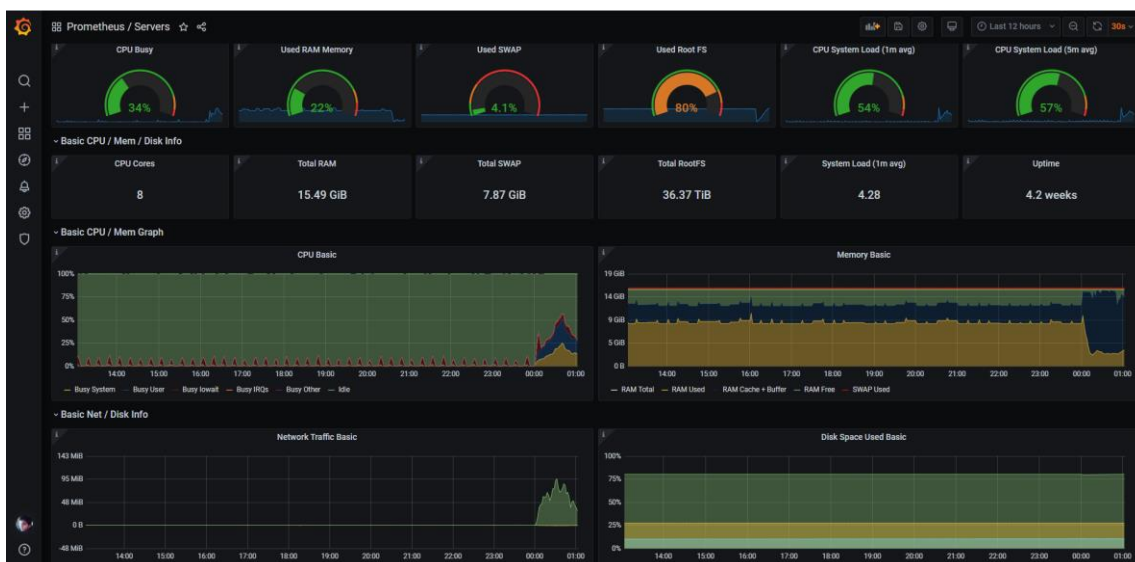 Prometheus / Servers
Last 12 hours
30s
CPU Busy
Used RAM Memory
Used SWAP
Used Root FS
CPU System Load (1m avg)
CPU System Load (5m avg)
34%
22%
4.1%
80%
54%
57%
Basic CPU / Mem / Disk Info
CPU Cores
Total RAM
Total SWAP
Total RootFS
System Load (1m avg)
Uptime
8
15.49 GiB
7.87 GiB
36.37 TiB
4.28
4.2 weeks
Basic CPU / Mem Graph
CPU Basic
100%
75%
50%
25%
0%
14:00 15:00 16:00 17:00 18:00 19:00 20:00 21:00 22:00 23:00 00:00 01:00
Busy System Busy User Busy Iowait Busy IRQs Busy Other Idle
Memory Basic
19 GiB
14 GiB
9 GiB
5 GiB
0 B
14:00 15:00 16:00 17:00 18:00 19:00 20:00 21:00 22:00 23:00 00:00 01:00
RAM Total RAM Used RAM Cache + Buffer RAM Free SWAP Used
Basic Net / Disk Info
Network Traffic Basic
143 MiB
95 MiB
48 MiB
0 B
-48 MiB
14:00 15:00 16:00 17:00 18:00 19:00 20:00 21:00 22:00 23:00 00:00 01:00
Disk Space Used Basic
100%
75%
50%
25%
0%
14:00 15:00 16:00 17:00 18:00 19:00 20:00 21:00 22:00 23:00 00:00 01:00